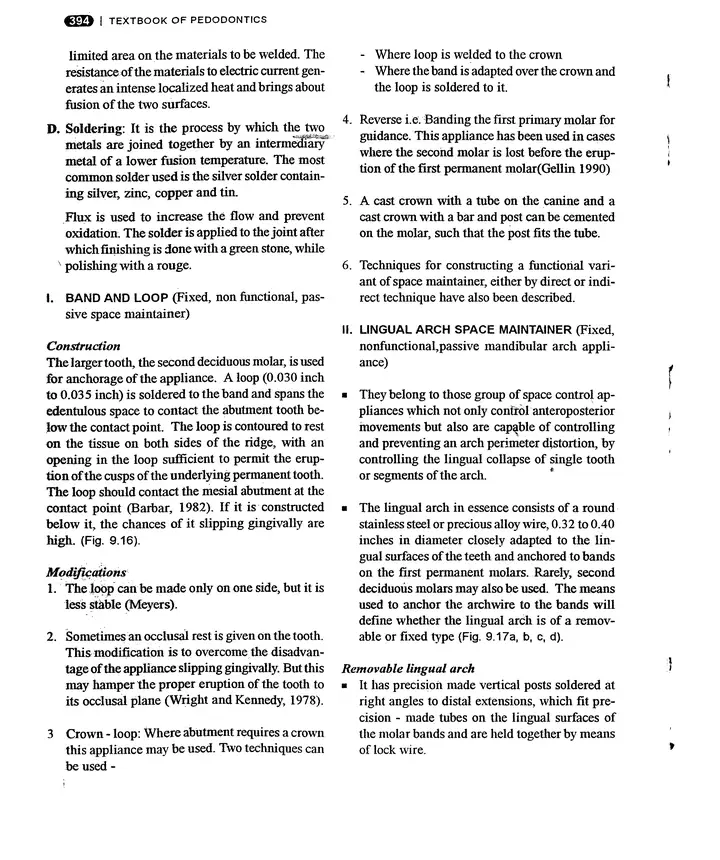 394 | TEXTBOOK OF PEDODONTICS
limited area on the materials to be welded. The
resistance of the materials to electric current gen-
erates an intense localized heat and brings about
fusion of the two surfaces.
D. Soldering: It is the process by which the two
metals are joined together by an intermediary
metal of a lower fusion temperature. The most
common solder used is the silver solder contain-
ing silver, zinc, copper and tin.
Flux is used to increase the flow and prevent
oxidation. The solder is applied to the joint after
which finishing is done with a green stone, while
polishing with a rouge.
I. BAND AND LOOP (Fixed, non functional, pas-
sive space maintainer)
Construction
The larger tooth, the second deciduous molar, is used
for anchorage of the appliance. A loop (0.030 inch
to 0.035 inch) is soldered to the band and spans the
edentulous space to contact the abutment tooth be-
low the contact point. The loop is contoured to rest
on the tissue on both sides of the ridge, with an
opening in the loop sufficient to permit the erup-
tion of the cusps of the underlying permanent tooth.
The loop should contact the mesial abutment at the
contact point (Barbar, 1982). If it is constructed
below it, the chances of it slipping gingivally are
high. (Fig. 9.16).
Modifications
1. The loop can be made only on one side, but it is
less stable (Meyers).
2. Sometimes an occlusal rest is given on the tooth.
This modification is to overcome the disadvan-
tage of the appliance slipping gingivally. But this
may hamper the proper eruption of the tooth to
its occlusal plane (Wright and Kennedy, 1978).
3 Crown - loop: Where abutment requires a crown
this appliance may be used. Two techniques can
be used -
- Where loop is welded to the crown
- Where the band is adapted over the crown and
the loop is soldered to it.
4. Reverse i.e. Banding the first primary molar for
guidance. This appliance has been used in cases
where the second molar is lost before the erup-
tion of the first permanent molar(Gellin 1990)
5. A cast crown with a tube on the canine and a
cast crown with a bar and post can be cemented
on the molar, such that the post fits the tube.
6. Techniques for constructing a functional vari-
ant of space maintainer, either by direct or indi-
rect technique have also been described.
II. LINGUAL ARCH SPACE MAINTAINER (Fixed,
nonfunctional,passive mandibular arch appli-
ance)
▪ They belong to those group of space control ap-
pliances which not only control anteroposterior
movements but also are capable of controlling
and preventing an arch perimeter distortion, by
controlling the lingual collapse of single tooth
or segments of the arch.
▪ The lingual arch in essence consists of a round
stainless steel or precious alloy wire, 0.32 to 0.40
inches in diameter closely adapted to the lin-
gual surfaces of the teeth and anchored to bands
on the first permanent molars. Rarely, second
deciduous molars may also be used. The means
used to anchor the archwire to the bands will
define whether the lingual arch is of a remov-
able or fixed type (Fig. 9.17a, b, c, d).
Removable lingual arch
▪ It has precision made vertical posts soldered at
right angles to distal extensions, which fit pre-
cision - made tubes on the lingual surfaces of
the molar bands and are held together by means
of lock wire.